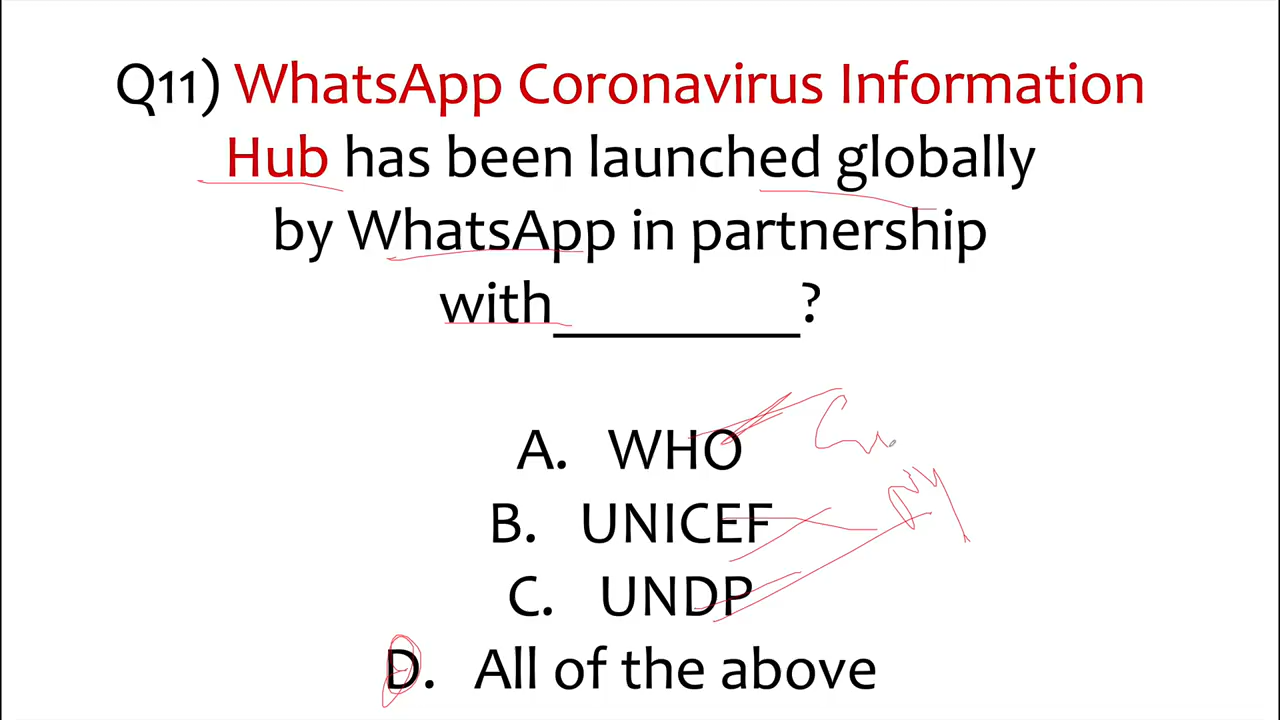 Q11) WhatsApp Coronavirus Information
Hub has been launched globally
by WhatsApp in partnership
with_________?
A. WHO
B. UNICEF
C. UNDP
D. All of the above